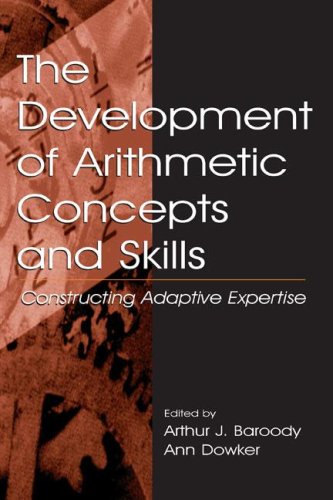 The
Development
of Arithmetic
Concepts
and Skills
Constructing Adaptive Expertise
Edited by
Arthur J. Baroody
Ann Dowker